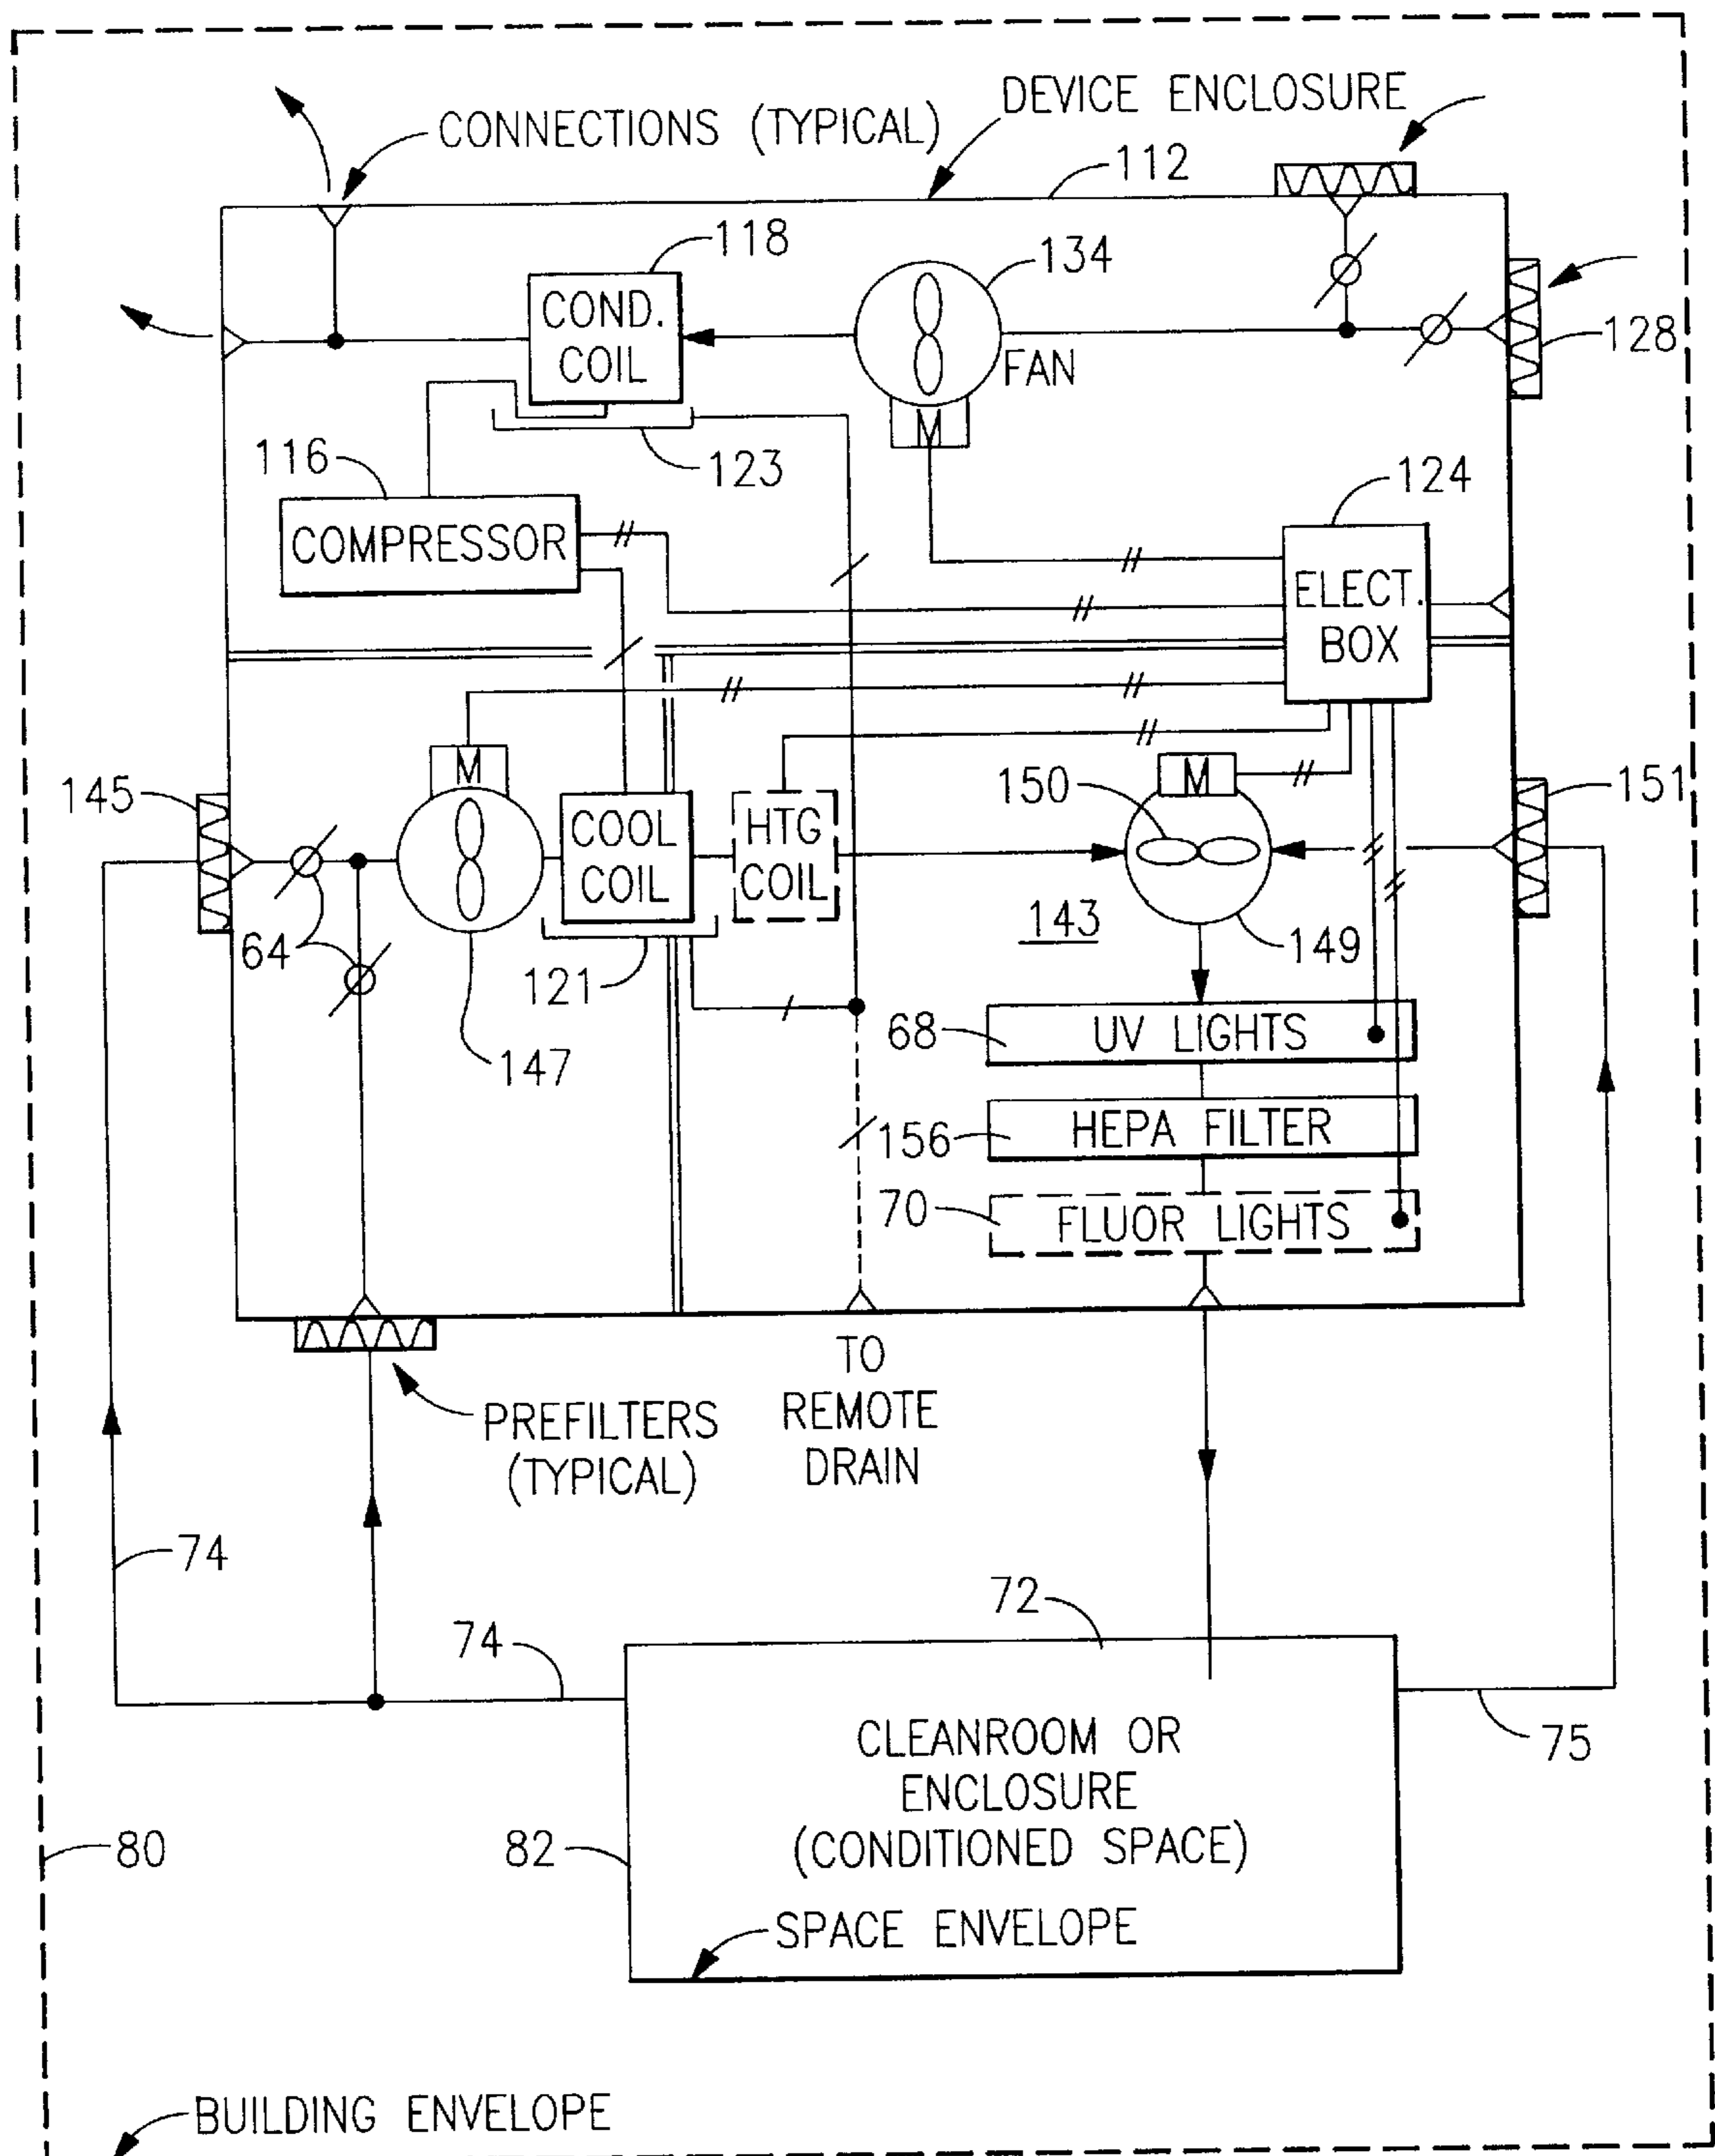 DEVICE ENCLOSURE
CONNECTIONS (TYPICAL)
112
118
134
COND.
COIL
FAN
128
M
116
123
124
COMPRESSOR
ELECT.
BOX
145
M
M
150
151
COOL
COIL
HTG
COIL
64
121
143
149
147
68
UV LIGHTS
156
HEPA FILTER
70
FLUOR LIGHTS
PREFILTERS
(TYPICAL)
TO
REMOTE
DRAIN
74
74
72
75
CLEANROOM OR
ENCLOSURE
(CONDITIONED SPACE)
80
82
SPACE ENVELOPE
BUILDING ENVELOPE